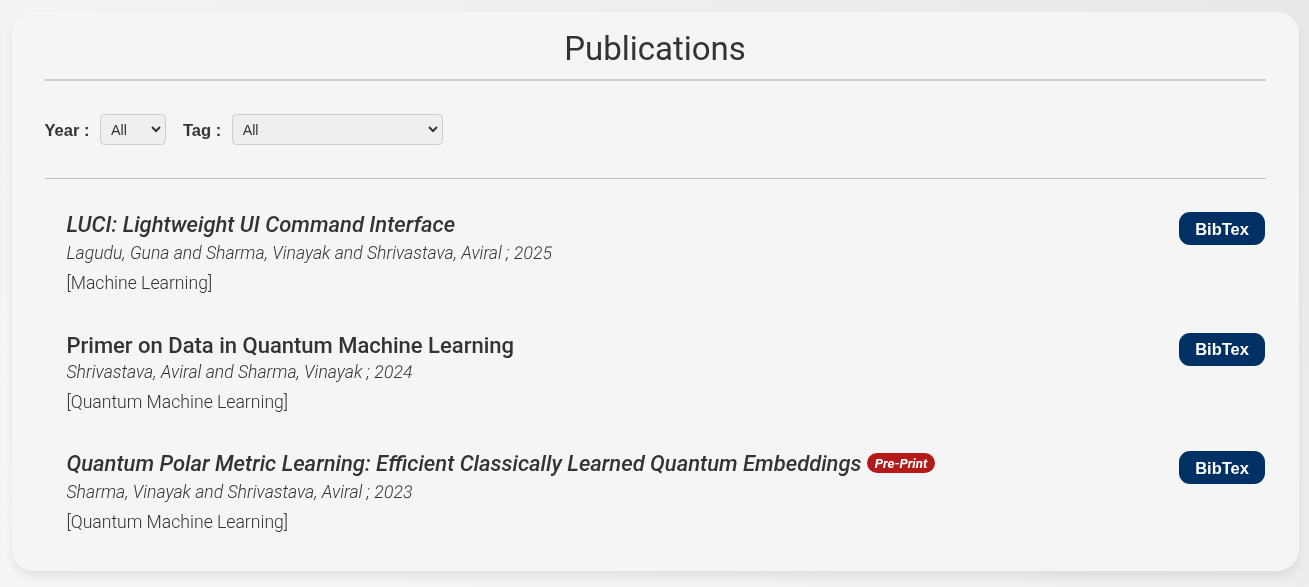 Publications
Year : All Tag : All
LUCI: Lightweight UI Command Interface BibTex
Lagudu, Guna and Sharma, Vinayak and Shrivastava, Aviral ; 2025
[Machine Learning]
Primer on Data in Quantum Machine Learning BibTex
Shrivastava, Aviral and Sharma, Vinayak ; 2024
[Quantum Machine Learning]
Quantum Polar Metric Learning: Efficient Classically Learned Quantum Embeddings Pre-Print BibTex
Sharma, Vinayak and Shrivastava, Aviral ; 2023
[Quantum Machine Learning]